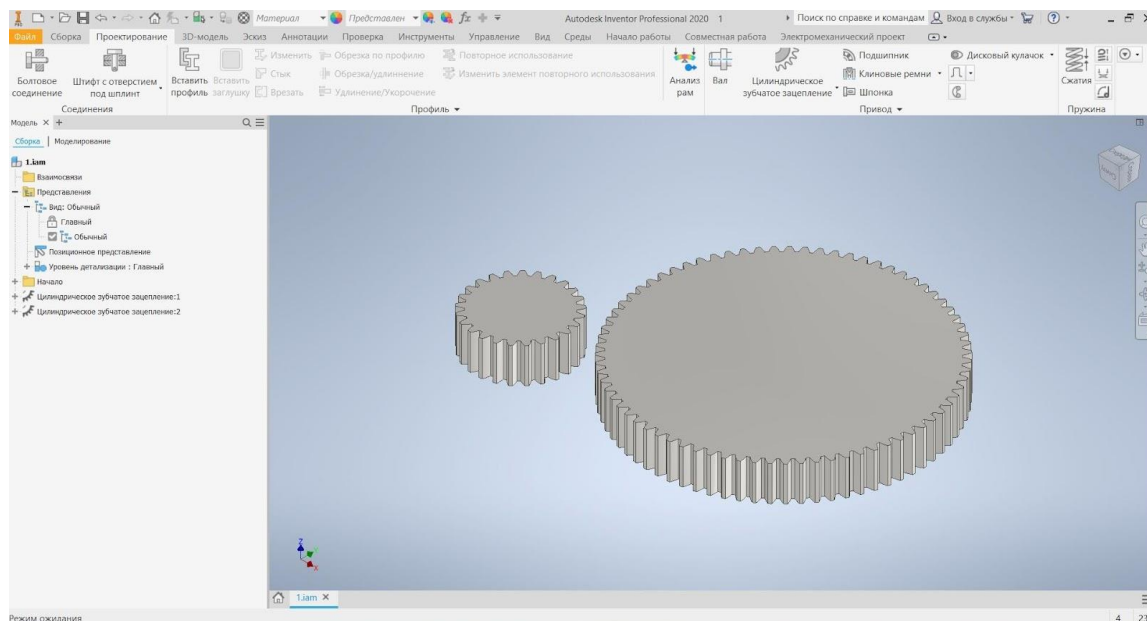 Материал Представлен fx Autodesk Inventor Professional 2020 1 Поиск по справке и командам Вход в службы
Файл Сборка Проектирование 3D-модель Эскиз Аннотации Проверка Инструменты Управление Вид Среды Начало работы Совместная работа Электромеханический проект
Болтовое соединение
Штифт с отверстием под шплинт
Соединения
Вставить профиль
Вставить заглушку
Изменить
Стык
Врезать
Обрезка по профилю
Обрезка/удлиннение
Удлинение/Укорочение
Повторное использование
Изменить элемент повторного использования
Профиль
Анализ рам
Вал
Цилиндрическое зубчатое зацепление
Подшипник
Клиновые ремни
Шпонка
Дисковый кулачок
Привод
Сжатия
Пружина
Модель
Сборка Моделирование
1.iam
Взаимосвязи
Представления
Вид: Обычный
Главный
Обычный
Позиционное представление
Уровень детализации : Главный
Начало
Цилиндрическое зубчатое зацепление:1
Цилиндрическое зубчатое зацепление:2
Z
X
1.iam
Режим ожидания 4 23